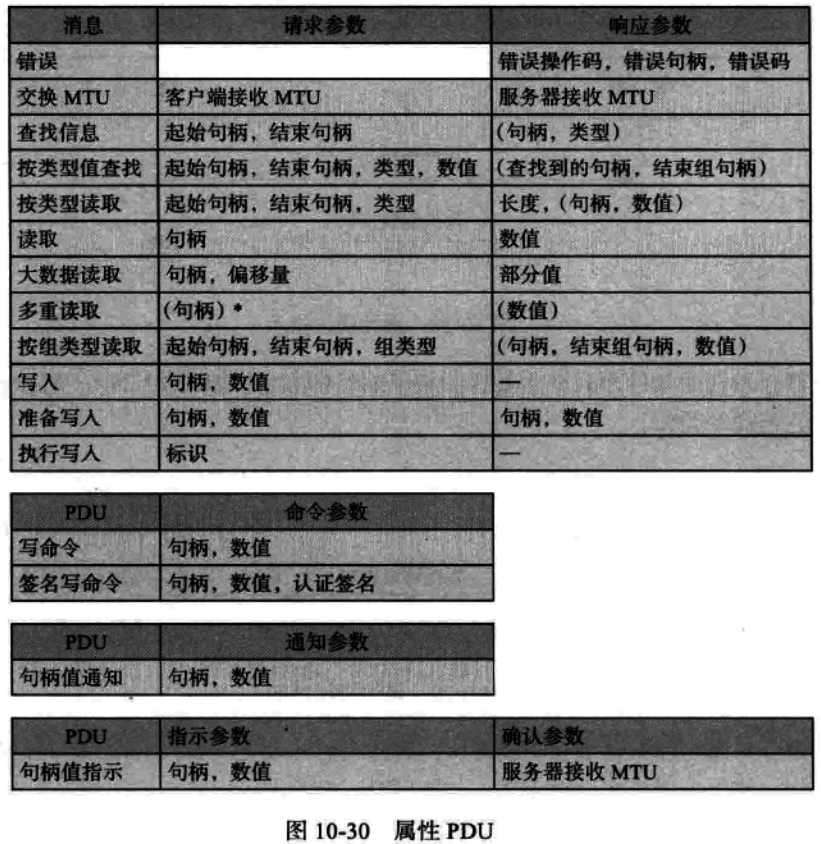 消息 请求参数 响应参数
错误 错误操作码，错误句柄，错误码
交换 MTU 客户端接收 MTU 服务器接收 MTU
查找信息 起始句柄，结束句柄 (句柄，类型)
按类型值查找 起始句柄，结束句柄，类型，数值 (查找到的句柄，结束组句柄)
按类型读取 起始句柄，结束句柄，类型 长度，(句柄，数值)
读取 句柄 数值
大数据读取 句柄，偏移量 部分值
多重读取 (句柄) * (数值)
按组类型读取 起始句柄，结束句柄，组类型 (句柄，结束组句柄，数值)
写入 句柄，数值 —
准备写入 句柄，数值 句柄，数值
执行写入 标识 —
PDU 命令参数
写命令 句柄，数值
签名写命令 句柄，数值，认证签名
PDU 通知参数
句柄值通知 句柄，数值
PDU 指示参数 确认参数
句柄值指示 句柄，数值 服务器接收 MTU
图 10-30 属性 PDU